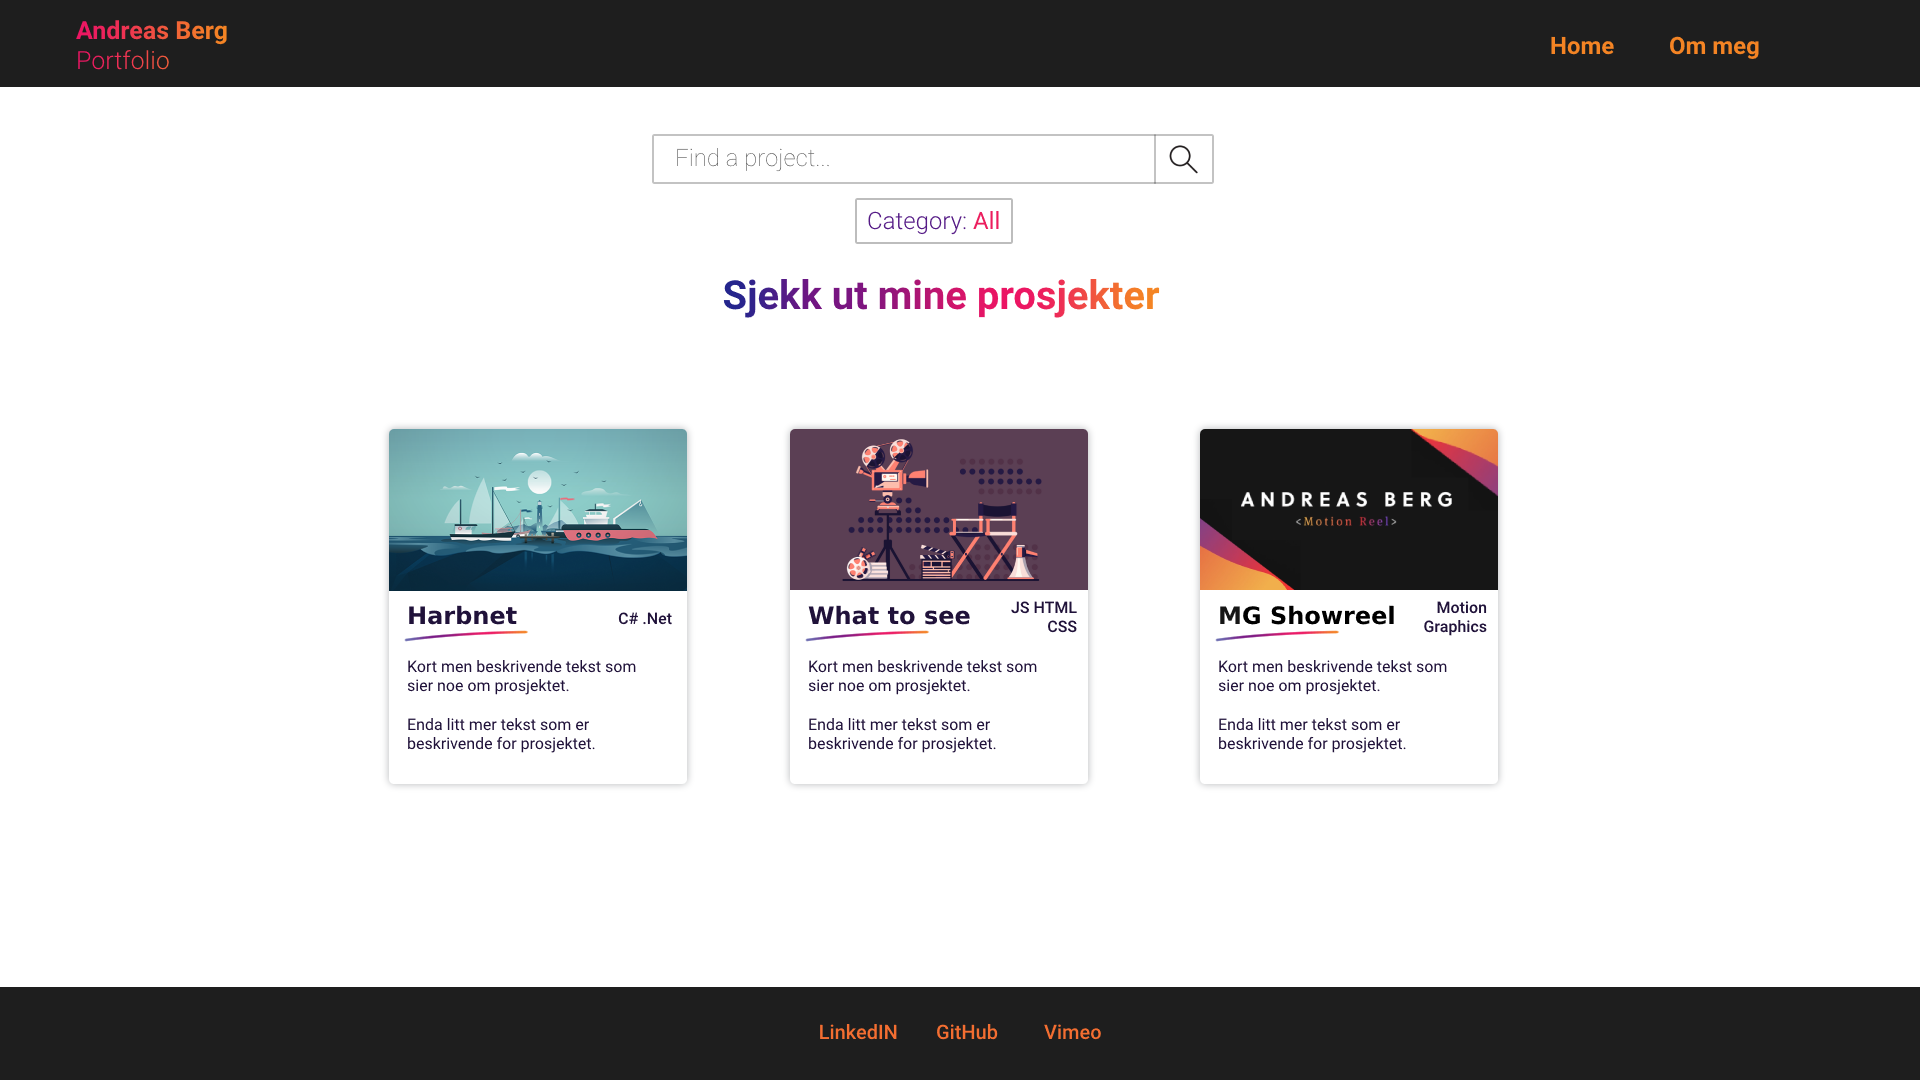 Andreas Berg
Portfolio
Home
Om meg
Find a project...
Category: All
Sjekk ut mine prosjekter
ANDREAS BERG
<Motion Reel>
Harbnet
C# .Net
Kort men beskrivende tekst som
sier noe om prosjektet.
Enda litt mer tekst som er
beskrivende for prosjektet.
What to see
JS HTML
CSS
Kort men beskrivende tekst som
sier noe om prosjektet.
Enda litt mer tekst som er
beskrivende for prosjektet.
MG Showreel
Motion
Graphics
Kort men beskrivende tekst som
sier noe om prosjektet.
Enda litt mer tekst som er
beskrivende for prosjektet.
LinkedIN
GitHub
Vimeo